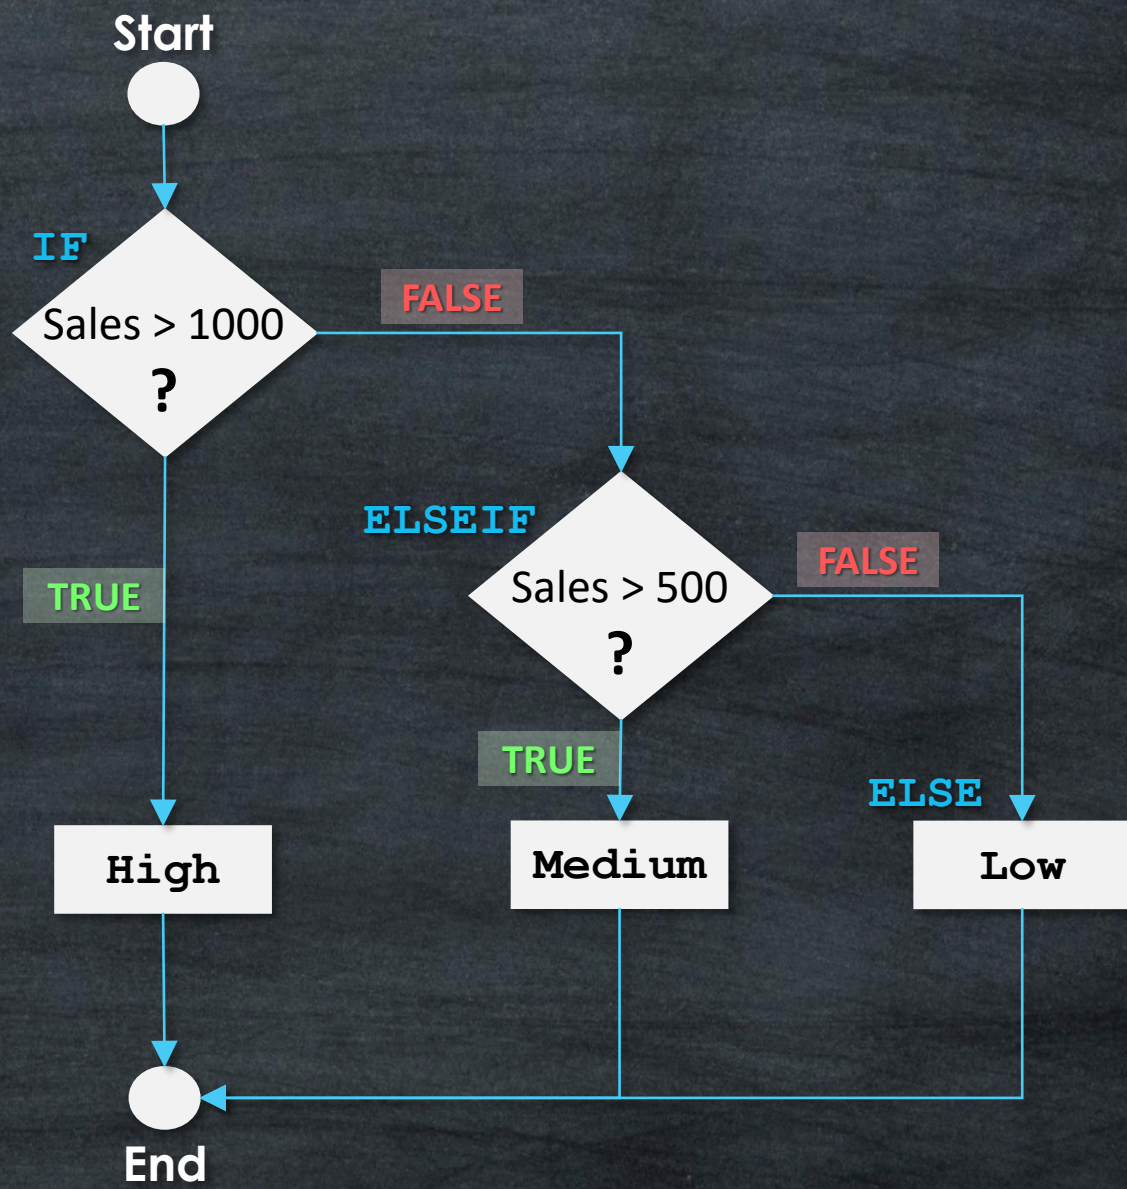 Start
IF
Sales > 1000
?
FALSE
TRUE
ELSEIF
Sales > 500
?
FALSE
TRUE
ELSE
High
Medium
Low
End